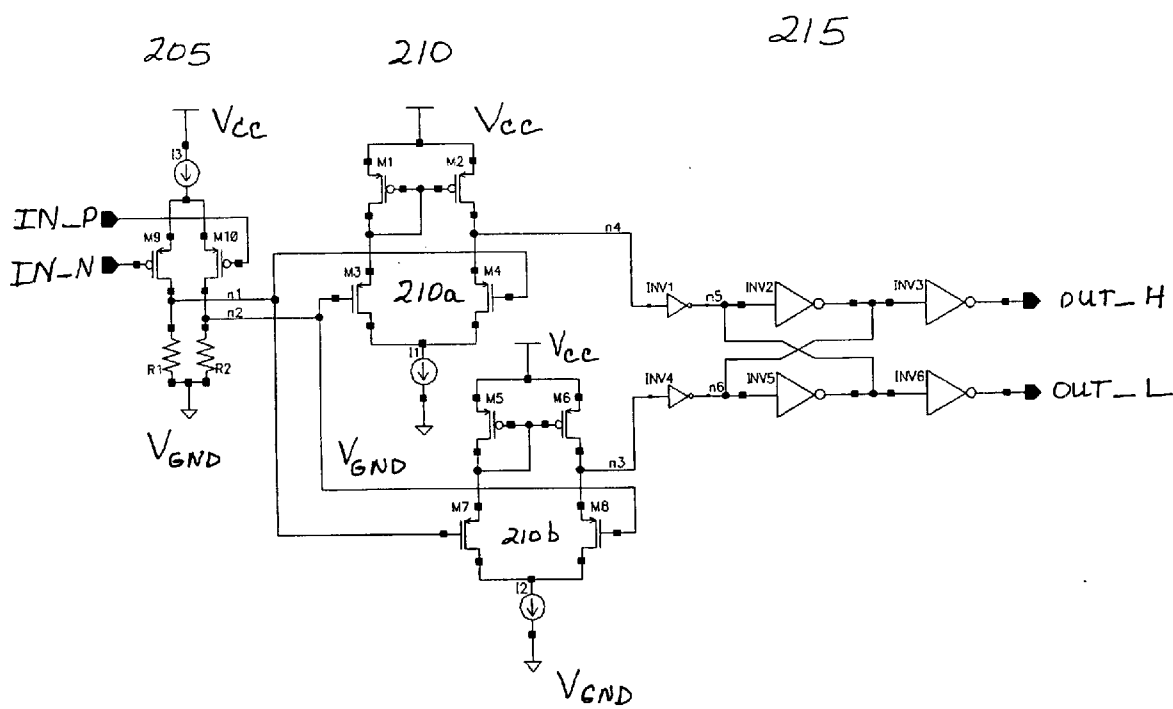 205
210
215
Vcc
Vcc
I3
M1
M2
IN_P
M9
M10
n4
IN_N
M3
M4
n1
210a
INV1
n5
INV2
INV3
OUT_H
n2
R1
R2
I1
Vcc
M5
M6
INV4
n6
INV5
INV6
OUT_L
VGND
VGND
n3
M7
M8
210b
I2
VGND